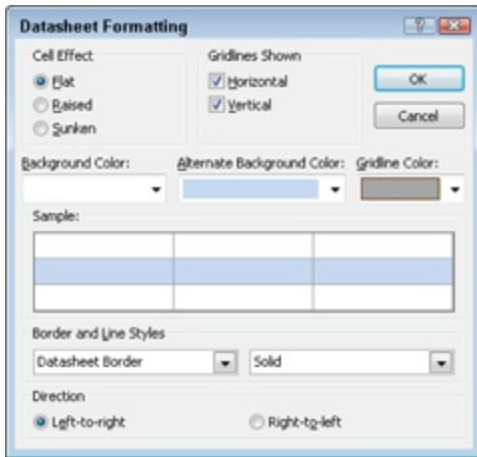 Datasheet Formatting
Cell Effect
Flat
Raised
Sunken
Gridlines Shown
Horizontal
Vertical
OK
Cancel
Background Color: Alternate Background Color: Gridline Color:
Sample:
Border and Line Styles
Datasheet Border Solid
Direction
Left-to-right Right-to-left